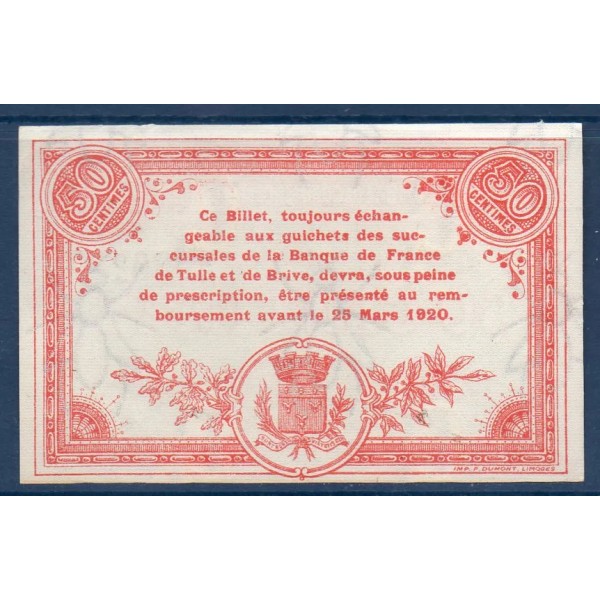 50
CENTIMES
50
CENTIMES
Ce Billet, toujours échan-
geable aux guichets des suc-
cursales de la Banque de France
de Tulle et de Brive, devra, sous peine
de prescription, être présenté au rem-
boursement avant le 25 Mars 1920.
IMP. F. DUMONT, LIMOGES